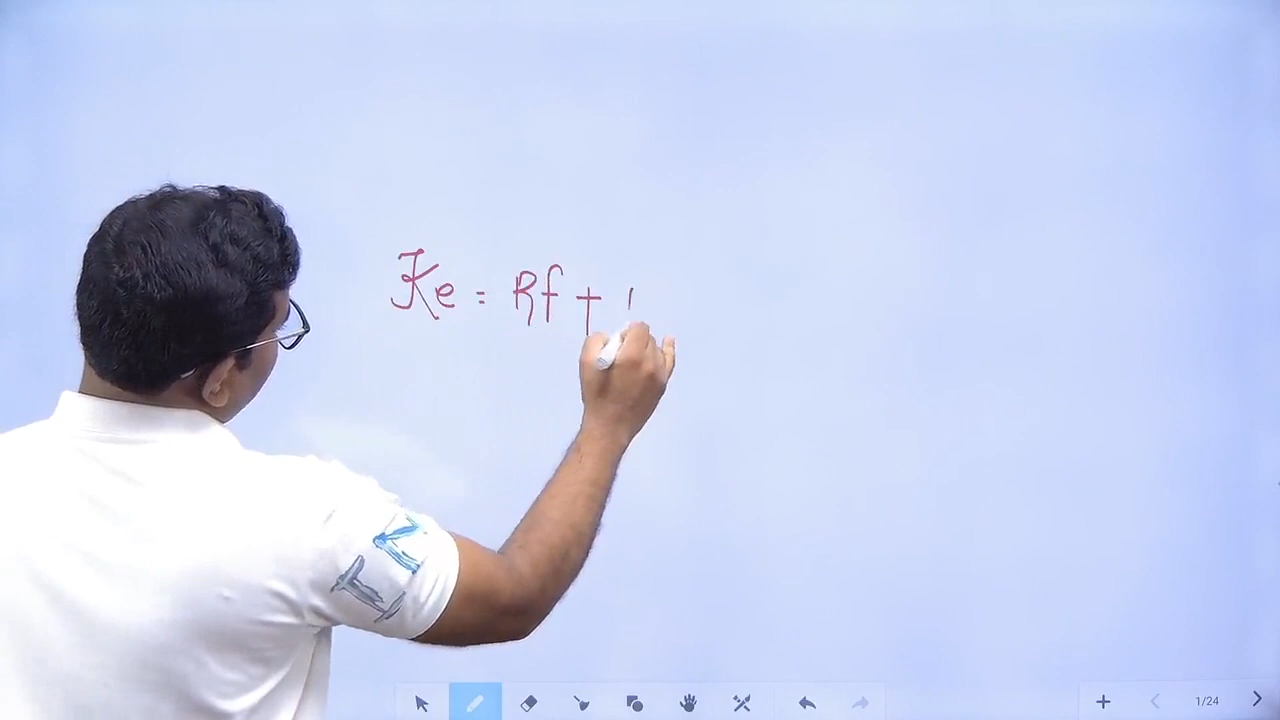 Ke = Rf +
1/24